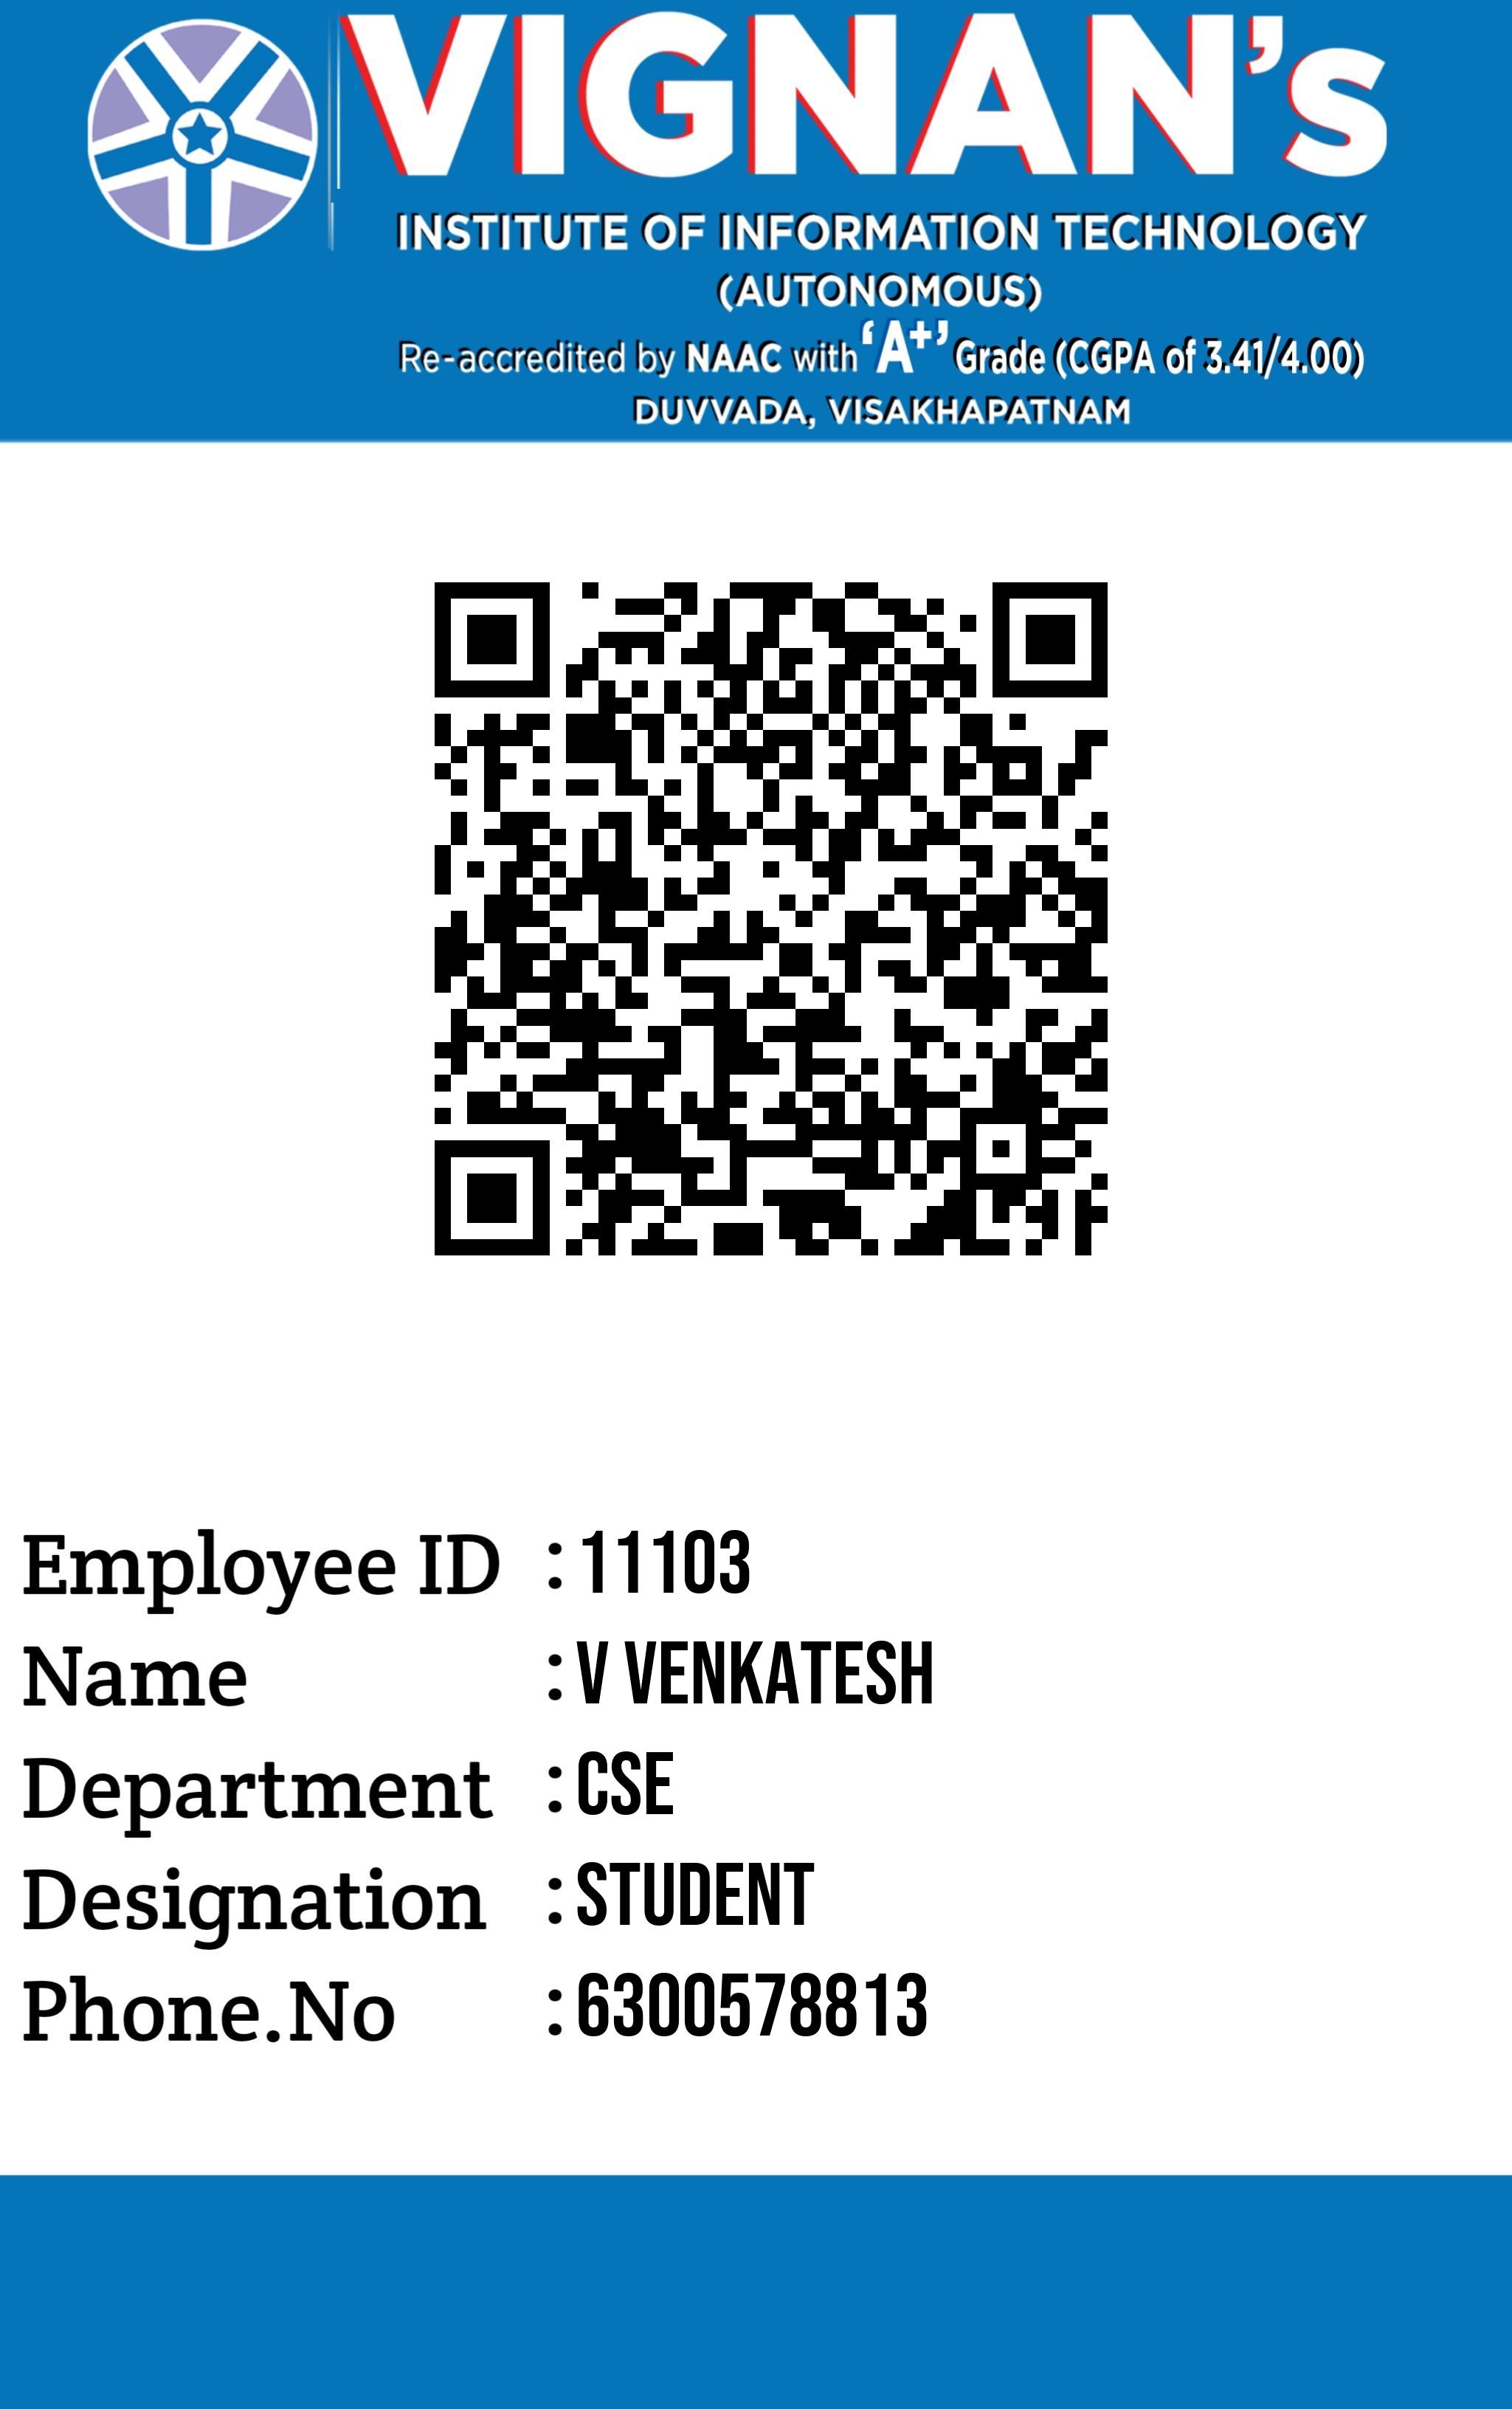 VIGNAN's
INSTITUTE OF INFORMATION TECHNOLOGY
(AUTONOMOUS)
Re-accredited by NAAC with 'A+' Grade (CGPA of 3.41/4.00)
DUVVADA, VISAKHAPATNAM
Employee ID : 11103
Name : V VENKATESH
Department : CSE
Designation : STUDENT
Phone.No : 6300578813